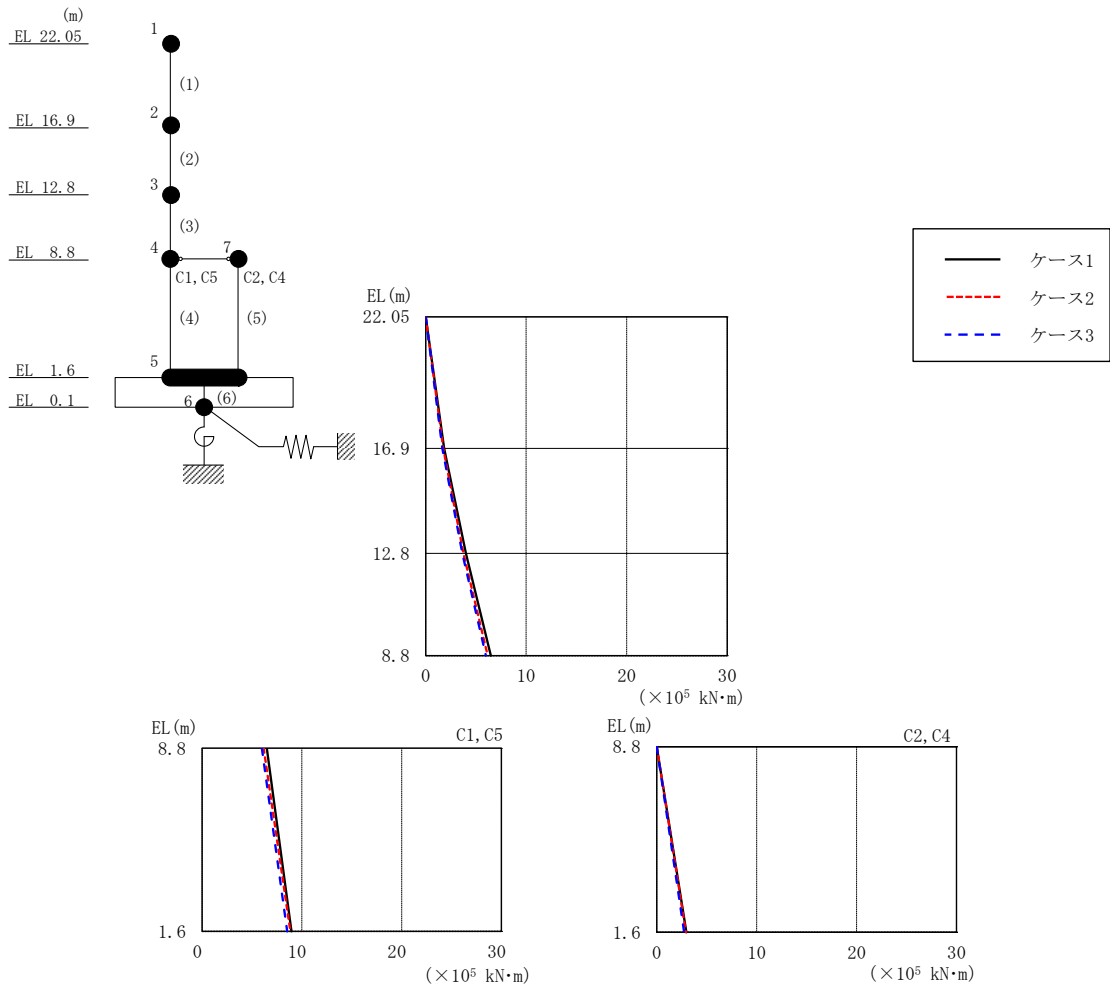 (m)
EL 22.05
1
(1)
EL 16.9
2
(2)
EL 12.8
3
(3)
EL 8.8
4
7
C1,C5
C2,C4
(4)
(5)
EL 1.6
5
EL 0.1
6
(6)
ケース1
ケース2
ケース3
EL(m)
22.05
16.9
12.8
8.8
0 10 20 30
(×10⁵ kN·m)
EL(m)
C1,C5
8.8
1.6
0 10 20 30
(×10⁵ kN·m)
EL(m)
C2,C4
8.8
1.6
0 10 20 30
(×10⁵ kN·m)